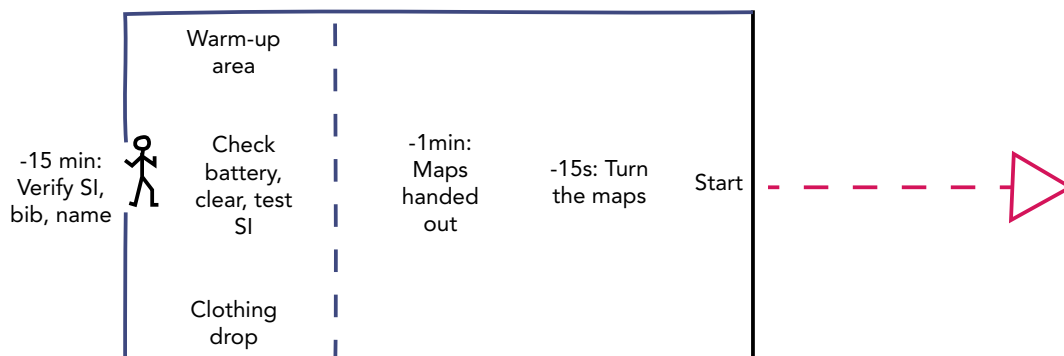 -15 min:
Verify SI,
bib, name
Warm-up
area
Check
battery,
clear, test
SI
Clothing
drop
-1min:
Maps
handed
out
-15s: Turn
the maps
Start